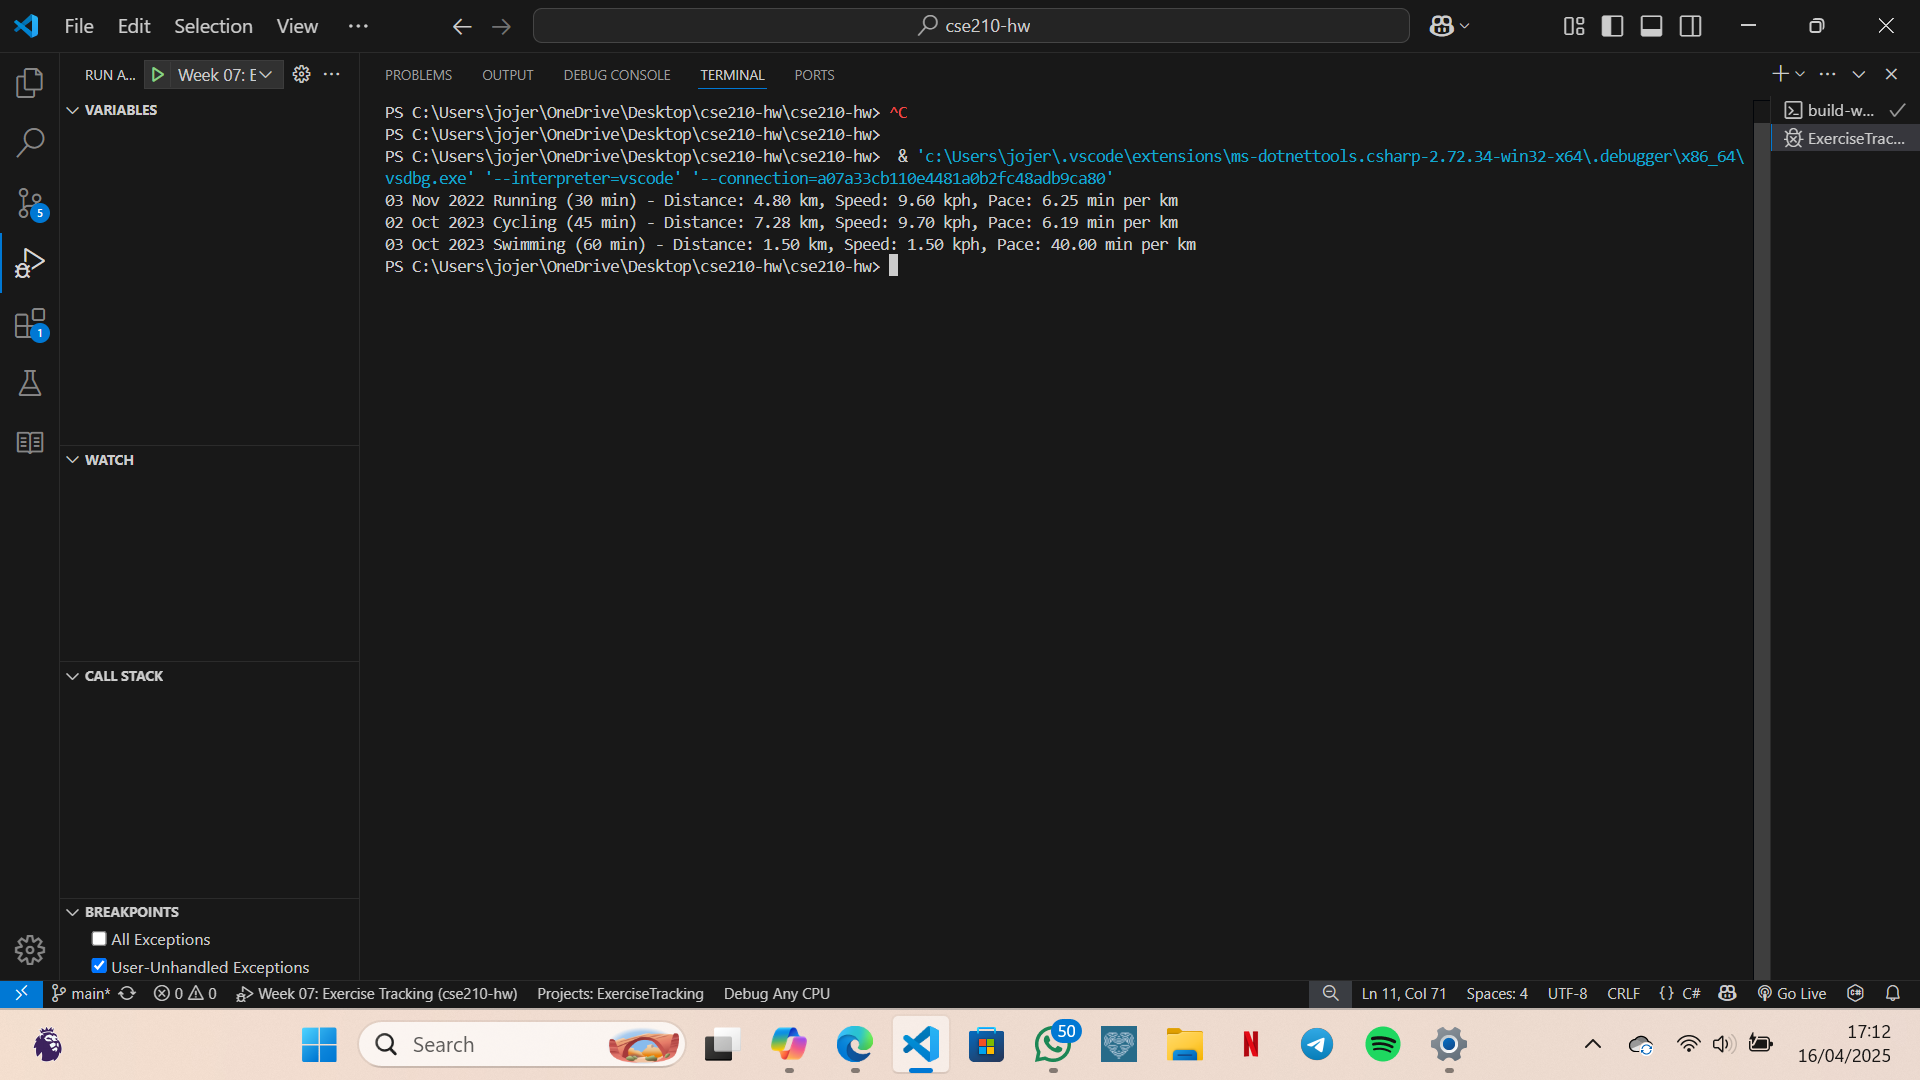 File Edit Selection View ···
cse210-hw
RUN A... Week 07: E
PROBLEMS OUTPUT DEBUG CONSOLE TERMINAL PORTS
VARIABLES
WATCH
CALL STACK
BREAKPOINTS
All Exceptions
User-Unhandled Exceptions
5
1
PS C:\Users\jojer\OneDrive\Desktop\cse210-hw\cse210-hw> ^C
PS C:\Users\jojer\OneDrive\Desktop\cse210-hw\cse210-hw>
PS C:\Users\jojer\OneDrive\Desktop\cse210-hw\cse210-hw>  & 'c:\Users\jojer\.vscode\extensions\ms-dotnettools.csharp-2.72.34-win32-x64\.debugger\x86_64\
vsdbg.exe' '--interpreter=vscode' '--connection=a07a33cb110e4481a0b2fc48adb9ca80'
03 Nov 2022 Running (30 min) - Distance: 4.80 km, Speed: 9.60 kph, Pace: 6.25 min per km
02 Oct 2023 Cycling (45 min) - Distance: 7.28 km, Speed: 9.70 kph, Pace: 6.19 min per km
03 Oct 2023 Swimming (60 min) - Distance: 1.50 km, Speed: 1.50 kph, Pace: 40.00 min per km
PS C:\Users\jojer\OneDrive\Desktop\cse210-hw\cse210-hw>
build-w...
ExerciseTrac...
main* 0 0 Week 07: Exercise Tracking (cse210-hw) Projects: ExerciseTracking Debug Any CPU
Ln 11, Col 71 Spaces: 4 UTF-8 CRLF {} C# Go Live
Search
50
N
17:12
16/04/2025